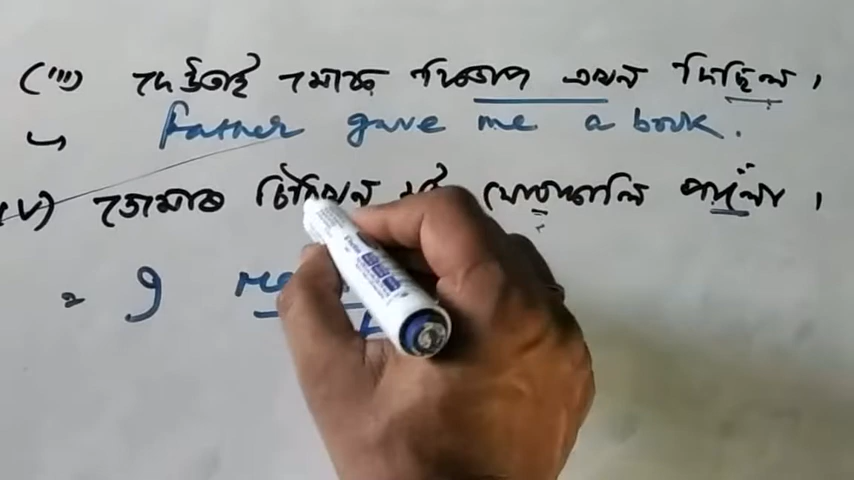 (iii) দেউতাই মোক কিতাপ এখন দিছিল ।
↳ Father gave me a book.
(iv) তোমাৰ চিঠিখন মই যোৱাকালি পালোঁ ।
= I